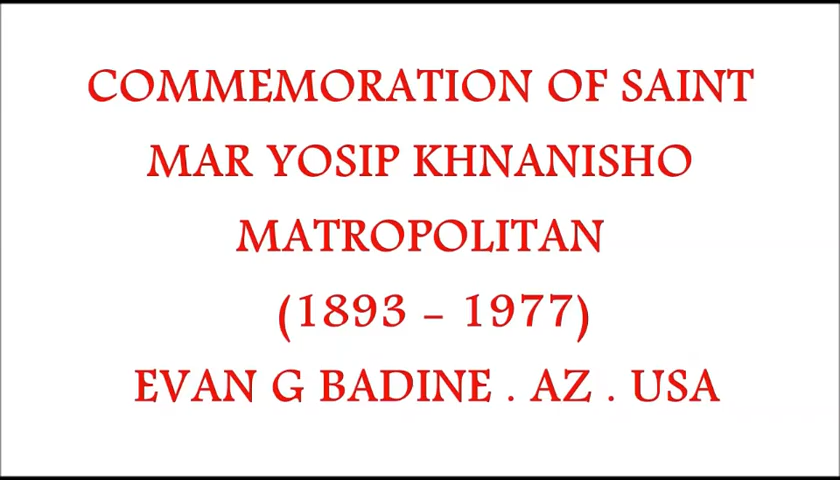 COMMEMORATION OF SAINT
MAR YOSIP KHNANISHO
MATROPOLITAN
(1893 – 1977)
EVAN G BADINE . AZ . USA